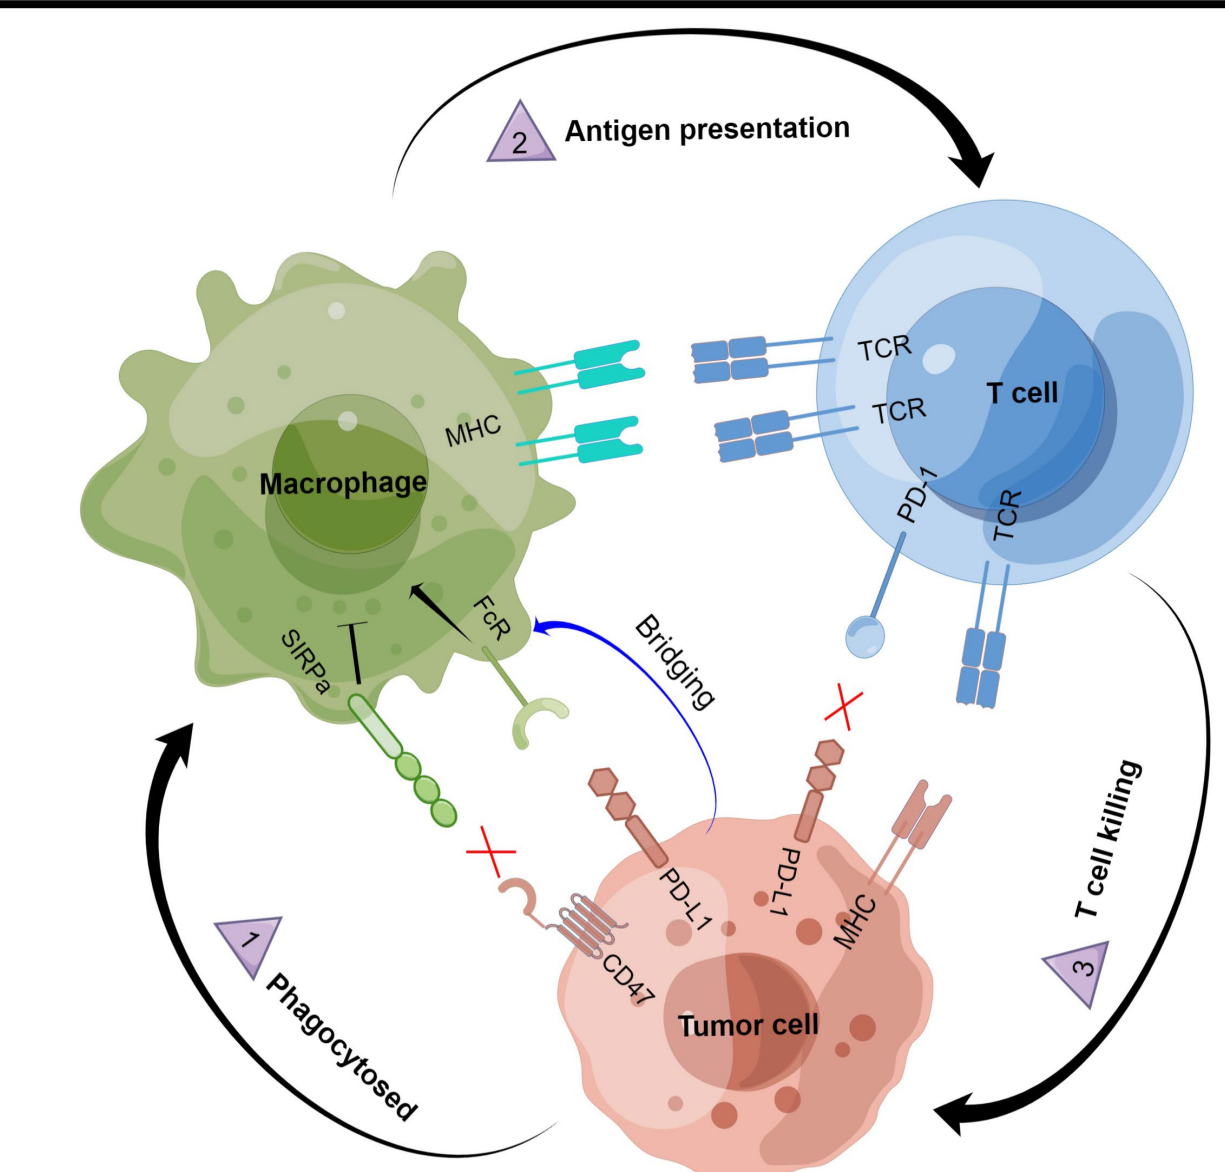 2
Antigen presentation
TCR
TCR
T cell
MHC
Macrophage
PD-1
TCR
FcR
SIRPa
Bridging
PD-L1
PD-L1
MHC
CD47
Tumor cell
T cell killing
3
1
Phagocytosed